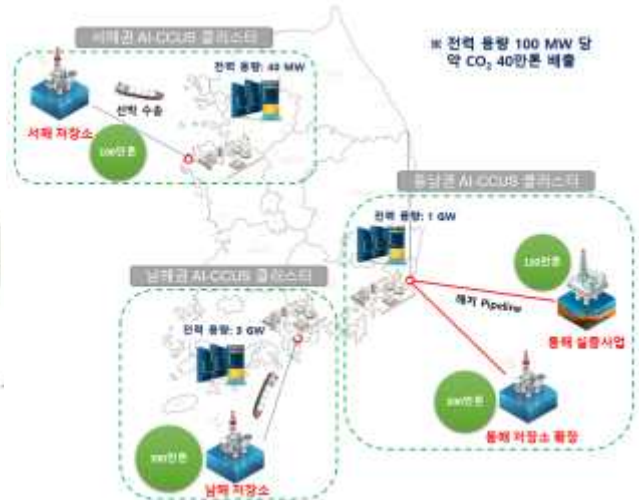 서해권 AI-CCUS 클러스터
※ 전력 용량 100 MW 당
약 CO₂ 40만톤 배출
전력 용량: 40 MW
선박 수송
서해 저장소
100만톤
동남권 AI-CCUS 클러스터
전력 용량: 1 GW
해저 Pipeline
동해 실증사업
동해 저장소 확장
남해권 AI-CCUS 클러스터
전력 용량: 3 GW
남해 저장소